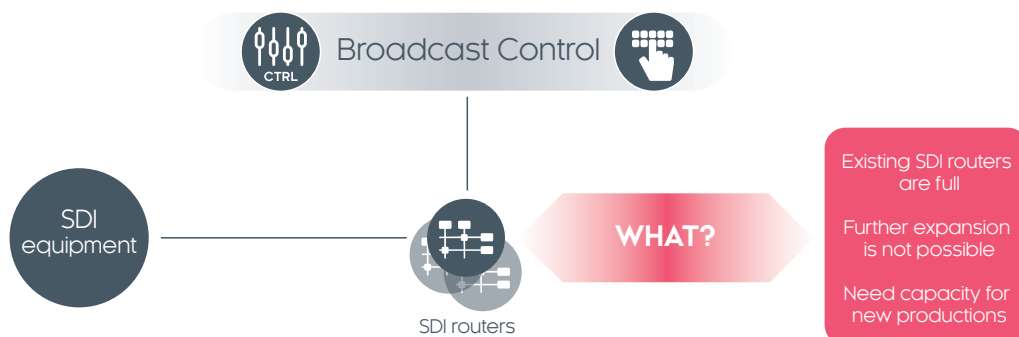 CTRL
Broadcast Control
SDI
equipment
SDI routers
WHAT?
Existing SDI routers
are full
Further expansion
is not possible
Need capacity for
new productions